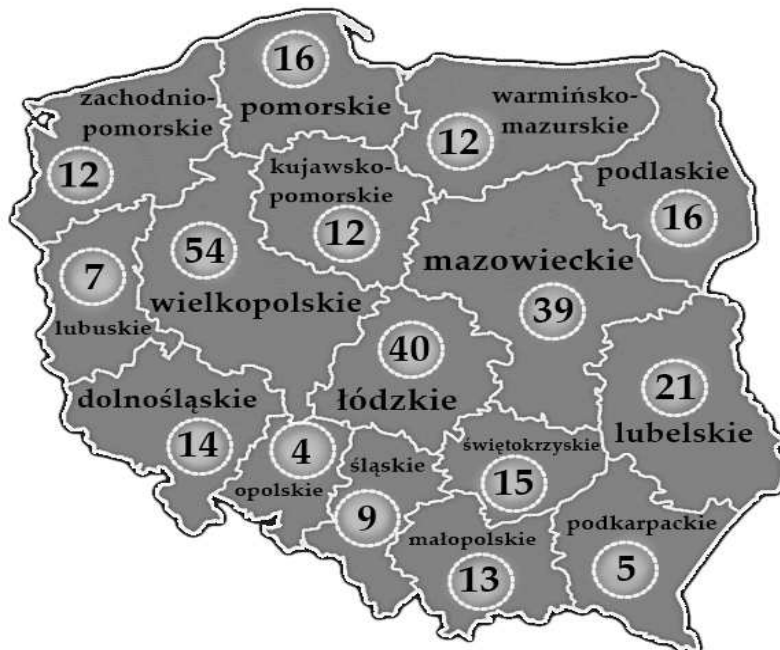 16
pomorskie
zachodnio-
pomorskie
12
warmińsko-
mazurskie
12
podlaskie
16
kujawsko-
pomorskie
12
54
wielkopolskie
7
lubuskie
mazowieckie
39
40
łódzkie
21
lubelskie
dolnośląskie
14
4
opolskie
śląskie
9
świętokrzyskie
15
małopolskie
13
podkarpackie
5